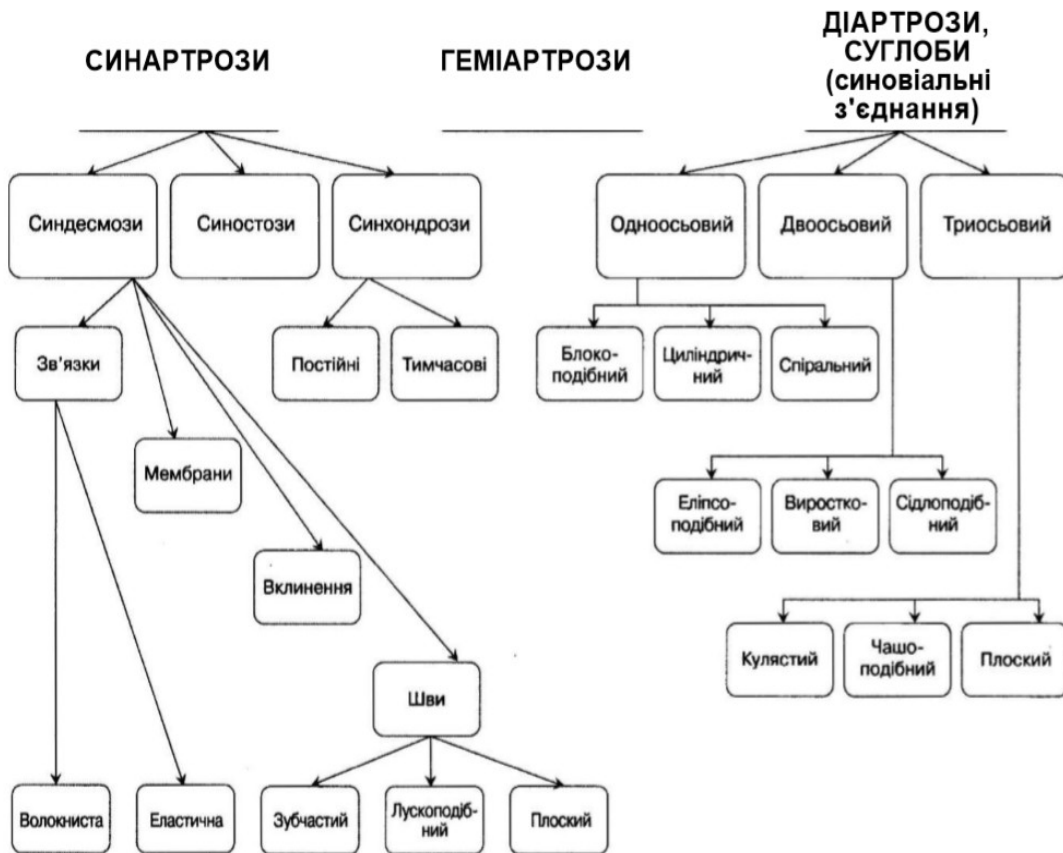 СИНАРТРОЗИ
ГЕМІАРТРОЗИ
ДІАРТРОЗИ,
СУГЛОБИ
(синовіальні
з'єднання)
Синдесмози
Синостози
Синхондрози
Одноосьовий
Двоосьовий
Триосьовий
Зв’язки
Постійні
Тимчасові
Блоко-
подібний
Циліндрич-
ний
Спіральний
Мембрани
Еліпсо-
подібний
Виростко-
вий
Сідлоподіб-
ний
Вклинення
Кулястий
Чашо-
подібний
Плоский
Шви
Волокниста
Еластична
Зубчастий
Лускоподіб-
ний
Плоский